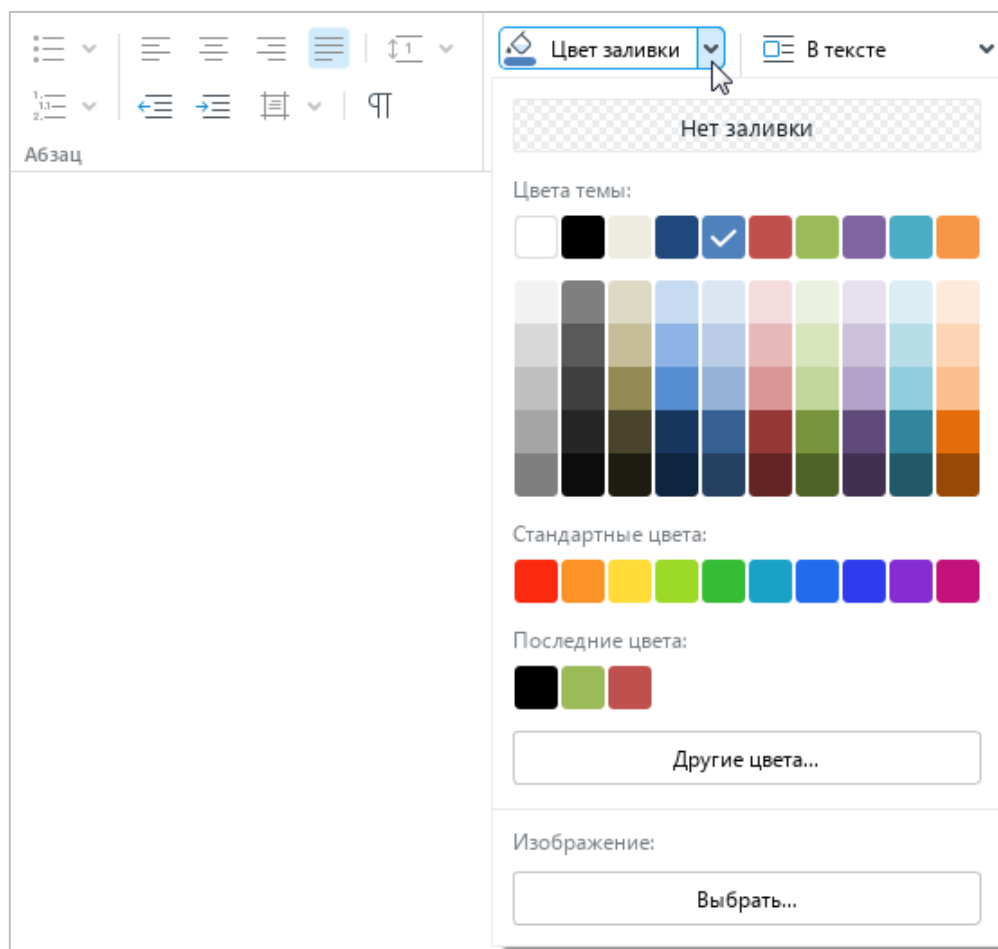 Цвет заливки
В тексте
Абзац
Нет заливки
Цвета темы:
Стандартные цвета:
Последние цвета:
Другие цвета...
Изображение:
Выбрать...